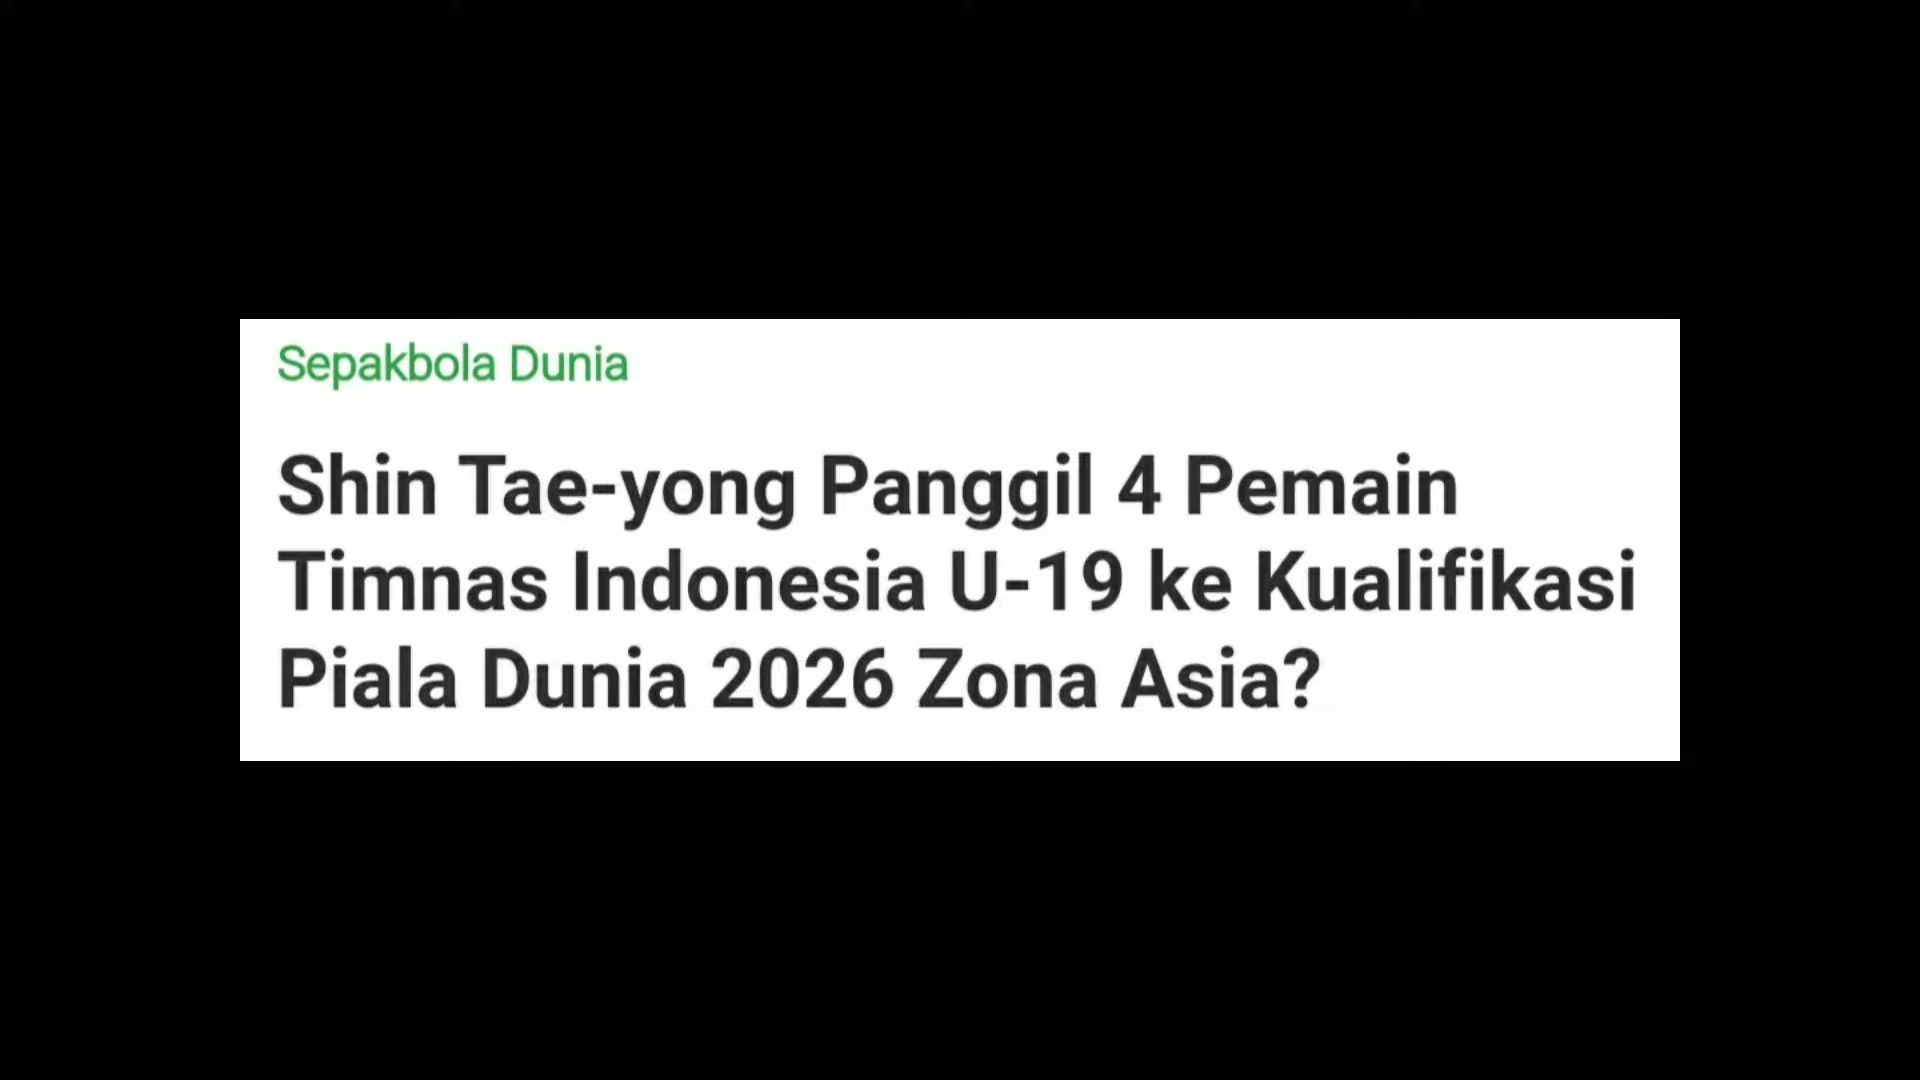 Sepakbola Dunia
Shin Tae-yong Panggil 4 Pemain
Timnas Indonesia U-19 ke Kualifikasi
Piala Dunia 2026 Zona Asia?